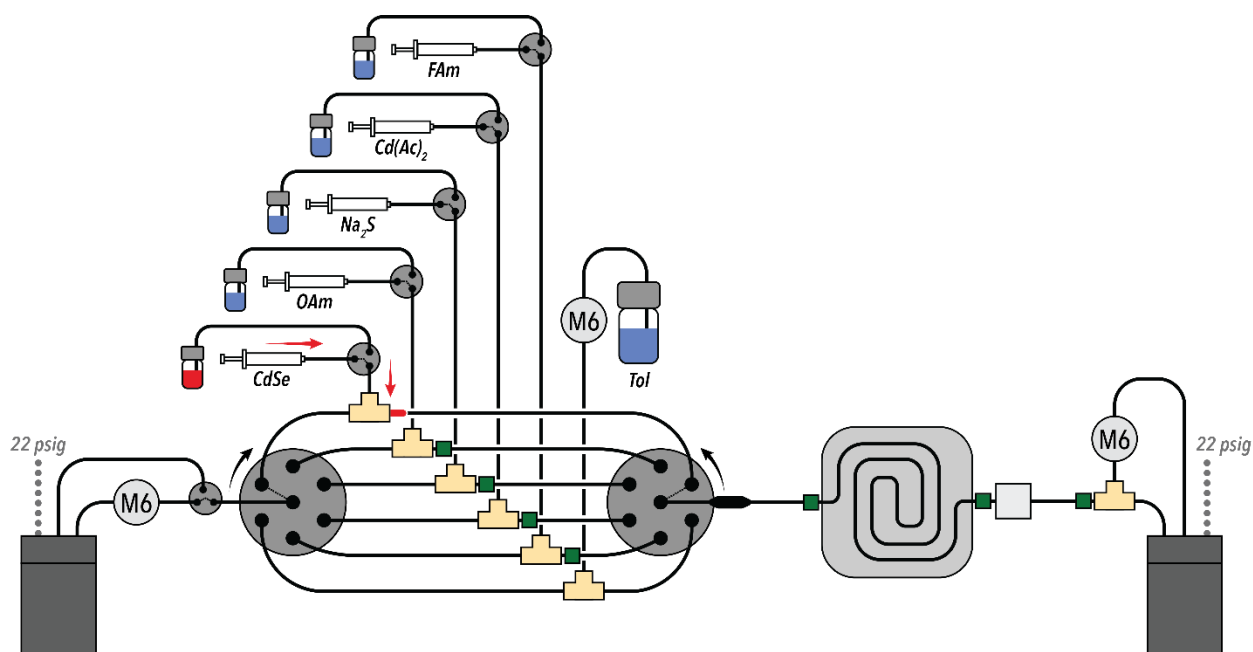 FAm
Cd(Ac)₂
Na₂S
OAm
CdSe
M6
Tol
22 psig
M6
M6
22 psig